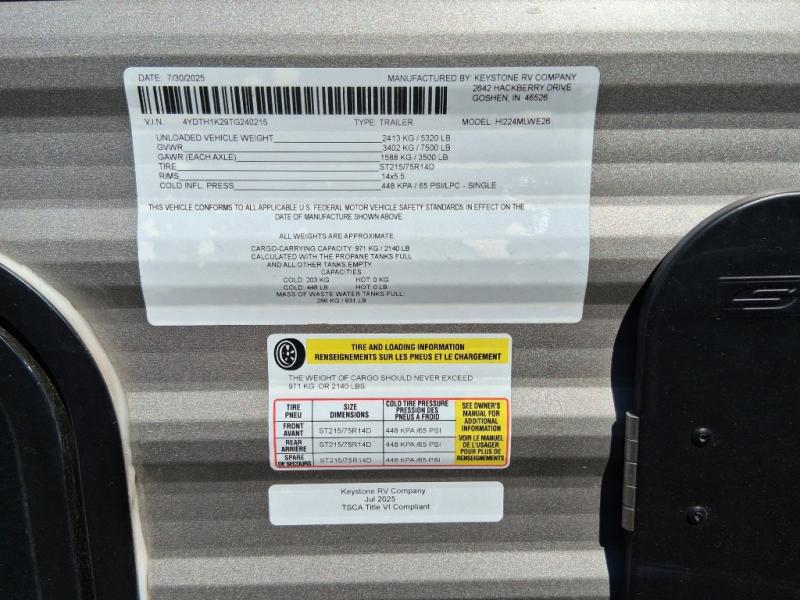 DATE: 7/30/2025 MANUFACTURED BY: KEYSTONE RV COMPANY
2642 HACKBERRY DRIVE
GOSHEN, IN 46526
V.I.N.: 4YDTH1K29TG240215 TYPE: TRAILER MODEL: HI224MLWE26
UNLOADED VEHICLE WEIGHT 2413 KG / 5320 LB
GVWR 3402 KG / 7500 LB
GAWR (EACH AXLE) 1588 KG / 3500 LB
TIRE ST215/75R14D
RIMS 14x5.5
COLD INFL. PRESS 448 KPA / 65 PSI/LPC - SINGLE
THIS VEHICLE CONFORMS TO ALL APPLICABLE U.S. FEDERAL MOTOR VEHICLE SAFETY STANDARDS IN EFFECT ON THE
DATE OF MANUFACTURE SHOWN ABOVE.
ALL WEIGHTS ARE APPROXIMATE.
CARGO-CARRYING CAPACITY: 971 KG / 2140 LB
CALCULATED WITH THE PROPANE TANKS FULL
AND ALL OTHER TANKS EMPTY.
CAPACITIES
COLD: 203 KG HOT: 0 KG
COLD: 448 LB HOT: 0 LB
MASS OF WASTE WATER TANKS FULL:
286 KG / 631 LB
TIRE AND LOADING INFORMATION
RENSEIGNEMENTS SUR LES PNEUS ET LE CHARGEMENT
THE WEIGHT OF CARGO SHOULD NEVER EXCEED
971 KG OR 2140 LBS
TIRE
PNEU
SIZE
DIMENSIONS
COLD TIRE PRESSURE
PRESSION DES
PNEUS A FROID
FRONT
AVANT
ST215/75R14D
448 KPA /65 PSI
REAR
ARRIÈRE
ST215/75R14D
448 KPA /65 PSI
SPARE
DE SECOURS
ST215/75R14D
448 KPA /65 PSI
SEE OWNER'S
MANUAL FOR
ADDITIONAL
INFORMATION
VOIR LE MANUEL
DE L'USAGER
POUR PLUS DE
RENSEIGNEMENTS
Keystone RV Company
Jul 2025
TSCA Title VI Compliant